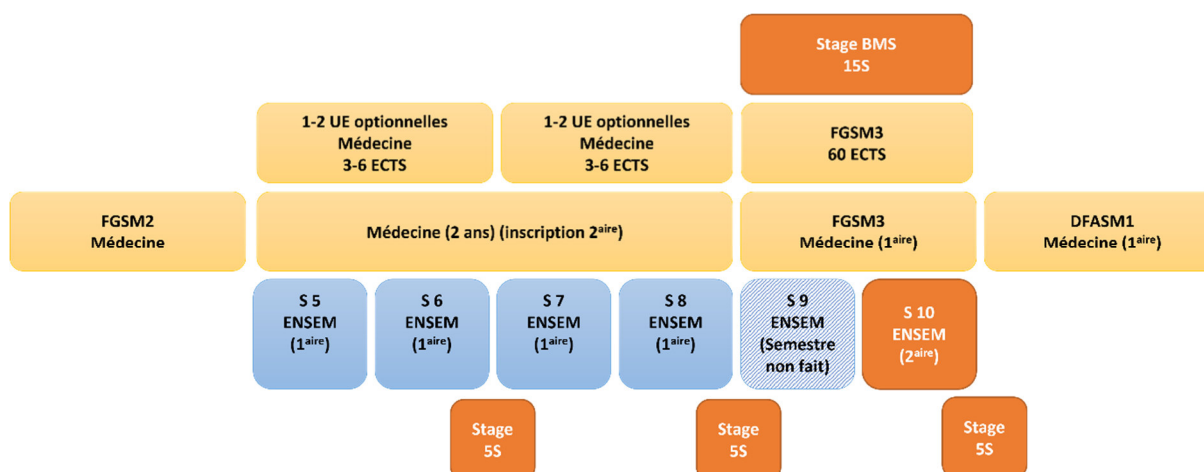 Stage BMS
15S
1-2 UE optionnelles
Médecine
3-6 ECTS
1-2 UE optionnelles
Médecine
3-6 ECTS
FGSM3
60 ECTS
FGSM2
Médecine
Médecine (2 ans) (inscription 2aire)
FGSM3
Médecine (1aire)
DFASM1
Médecine (1aire)
S 5
ENSEM
(1aire)
S 6
ENSEM
(1aire)
S 7
ENSEM
(1aire)
S 8
ENSEM
(1aire)
S 9
ENSEM
(Semestre
non fait)
S 10
ENSEM
(2aire)
Stage
5S
Stage
5S
Stage
5S